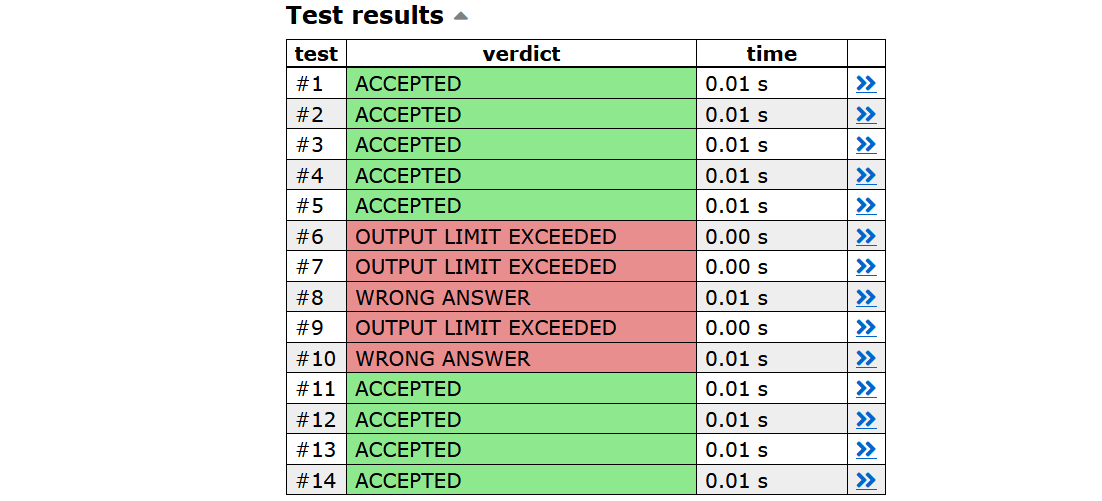 Test results
test verdict time
#1 ACCEPTED 0.01 s
#2 ACCEPTED 0.01 s
#3 ACCEPTED 0.01 s
#4 ACCEPTED 0.01 s
#5 ACCEPTED 0.01 s
#6 OUTPUT LIMIT EXCEEDED 0.00 s
#7 OUTPUT LIMIT EXCEEDED 0.00 s
#8 WRONG ANSWER 0.01 s
#9 OUTPUT LIMIT EXCEEDED 0.00 s
#10 WRONG ANSWER 0.01 s
#11 ACCEPTED 0.01 s
#12 ACCEPTED 0.01 s
#13 ACCEPTED 0.01 s
#14 ACCEPTED 0.01 s